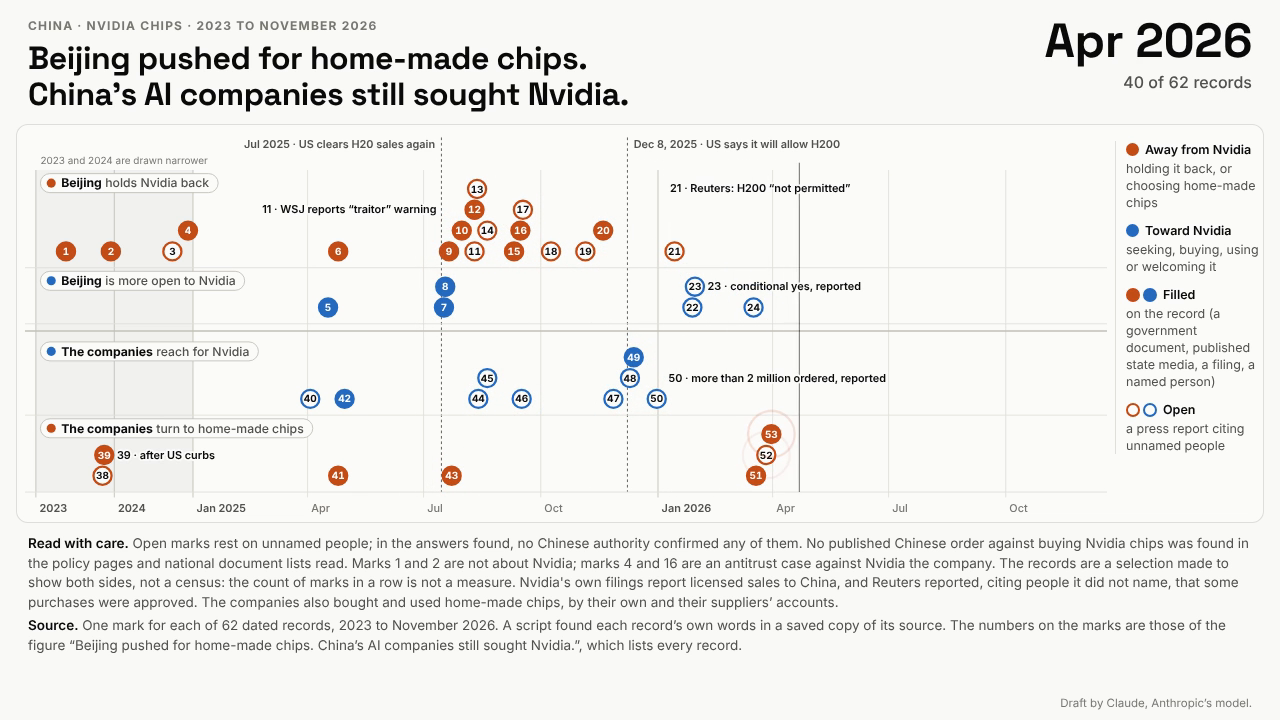 CHINA · NVIDIA CHIPS · 2023 TO NOVEMBER 2026
Beijing pushed for home-made chips.
China’s AI companies still sought Nvidia.
Apr 2026
40 of 62 records
Jul 2025 · US clears H20 sales again
Dec 8, 2025 · US says it will allow H200
2023 and 2024 are drawn narrower
Beijing holds Nvidia back
13
21 · Reuters: H200 “not permitted”
11 · WSJ reports “traitor” warning
12
17
4
10
14
16
20
1
2
3
6
9
11
15
18
19
21
Beijing is more open to Nvidia
8
23
23 · conditional yes, reported
5
7
22
24
The companies reach for Nvidia
49
45
48
50 · more than 2 million ordered, reported
40
42
44
46
47
50
The companies turn to home-made chips
53
39
39 · after US curbs
52
38
41
43
51
2023
2024
Jan 2025
Apr
Jul
Oct
Jan 2026
Apr
Jul
Oct
Away from Nvidia
holding it back, or
choosing home-made
chips
Toward Nvidia
seeking, buying, using
or welcoming it
Filled
on the record (a
government
document, published
state media, a filing, a
named person)
Open
a press report citing
unnamed people
Read with care. Open marks rest on unnamed people; in the answers found, no Chinese authority confirmed any of them. No published Chinese order against buying Nvidia chips was found in
the policy pages and national document lists read. Marks 1 and 2 are not about Nvidia; marks 4 and 16 are an antitrust case against Nvidia the company. The records are a selection made to
show both sides, not a census: the count of marks in a row is not a measure. Nvidia's own filings report licensed sales to China, and Reuters reported, citing people it did not name, that some
purchases were approved. The companies also bought and used home-made chips, by their own and their suppliers’ accounts.
Source. One mark for each of 62 dated records, 2023 to November 2026. A script found each record’s own words in a saved copy of its source. The numbers on the marks are those of the
figure “Beijing pushed for home-made chips. China’s AI companies still sought Nvidia.”, which lists every record.
Draft by Claude, Anthropic’s model.